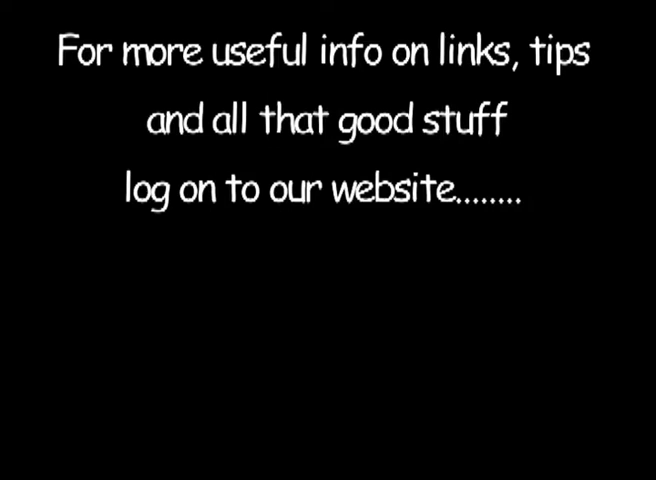 For more useful info on links, tips
and all that good stuff
log on to our website........